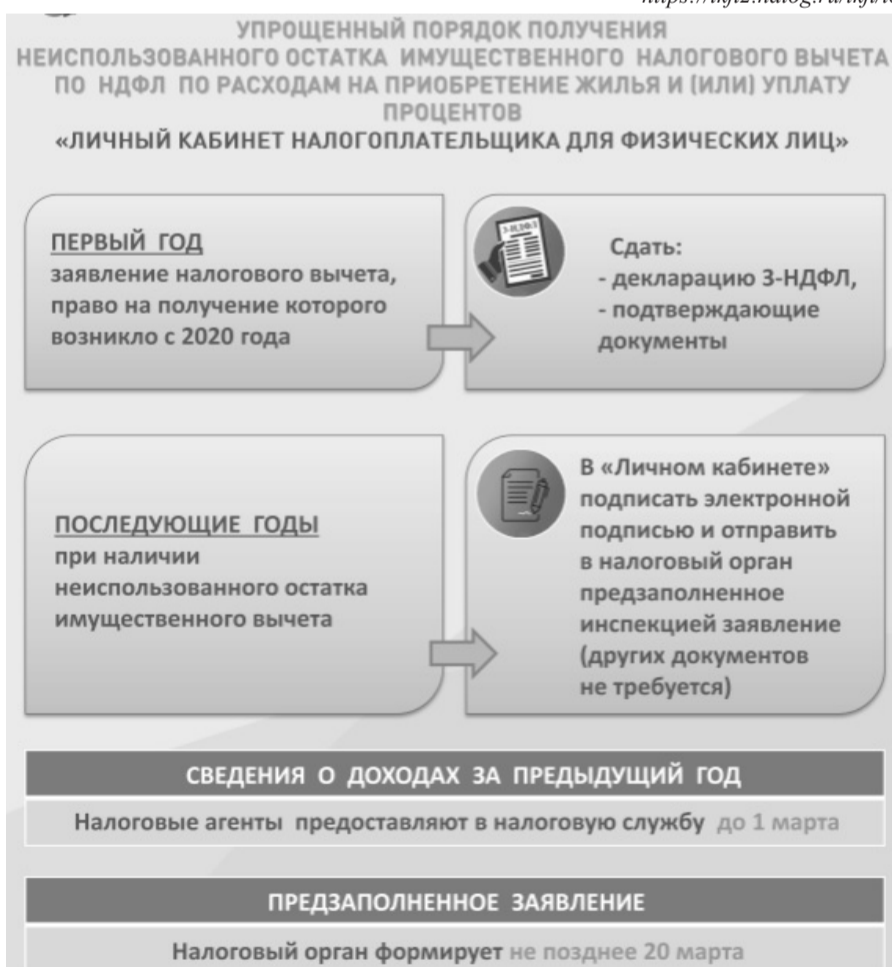 УПРОЩЕННЫЙ ПОРЯДОК ПОЛУЧЕНИЯ
НЕИСПОЛЬЗОВАННОГО ОСТАТКА ИМУЩЕСТВЕННОГО НАЛОГОВОГО ВЫЧЕТА
ПО НДФЛ ПО РАСХОДАМ НА ПРИОБРЕТЕНИЕ ЖИЛЬЯ И (ИЛИ) УПЛАТУ
ПРОЦЕНТОВ
«ЛИЧНЫЙ КАБИНЕТ НАЛОГОПЛАТЕЛЬЩИКА ДЛЯ ФИЗИЧЕСКИХ ЛИЦ»
ПЕРВЫЙ ГОД
заявление налогового вычета,
право на получение которого
возникло с 2020 года
3-НДФЛ
Сдать:
- декларацию 3-НДФЛ,
- подтверждающие
документы
ПОСЛЕДУЮЩИЕ ГОДЫ
при наличии
неиспользованного остатка
имущественного вычета
В «Личном кабинете»
подписать электронной
подписью и отправить
в налоговый орган
предзаполненное
инспекцией заявление
(других документов
не требуется)
СВЕДЕНИЯ О ДОХОДАХ ЗА ПРЕДЫДУЩИЙ ГОД
Налоговые агенты предоставляют в налоговую службу до 1 марта
ПРЕДЗАПОЛНЕННОЕ ЗАЯВЛЕНИЕ
Налоговый орган формирует не позднее 20 марта